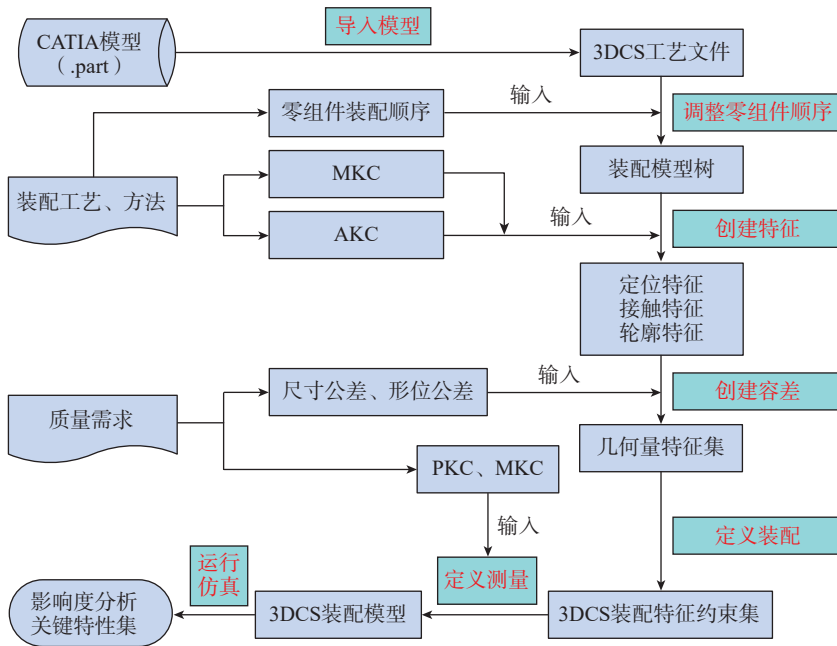 导入模型
CATIA模型
（.part）
3DCS工艺文件
输入
零组件装配顺序
调整零组件顺序
MKC
装配模型树
装配工艺、方法
输入
AKC
创建特征
定位特征
接触特征
轮廓特征
输入
尺寸公差、形位公差
创建容差
质量需求
几何量特征集
PKC、MKC
输入
定义装配
运行
仿真
定义测量
影响度分析
关键特性集
3DCS装配模型
3DCS装配特征约束集